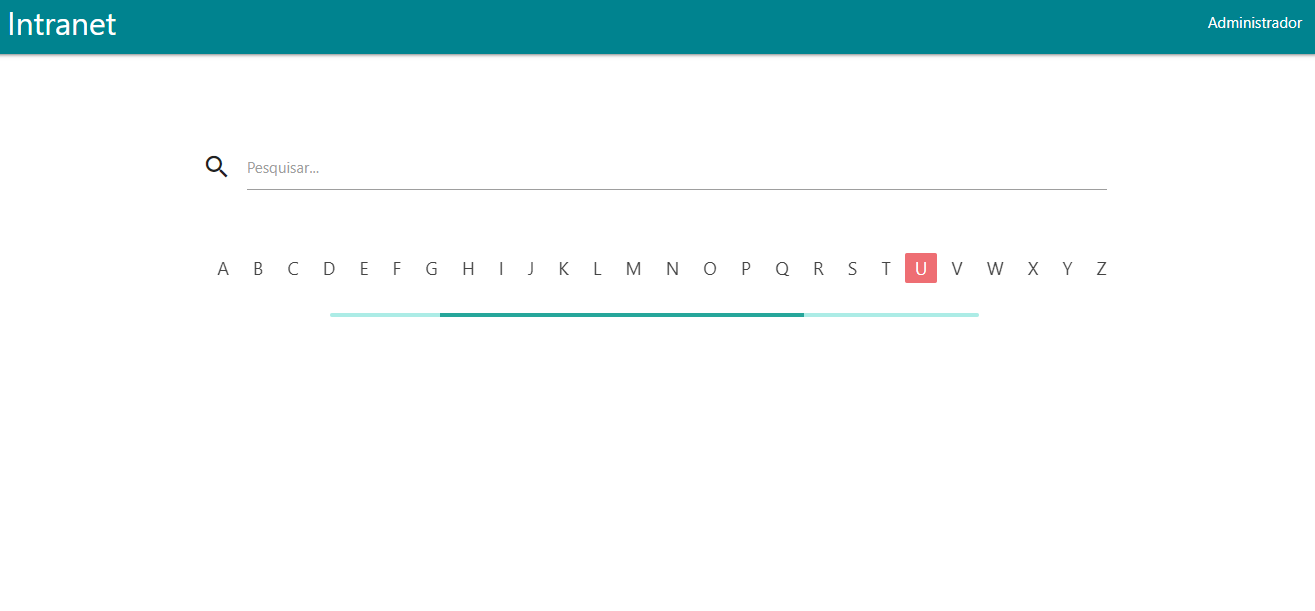 Intranet
Administrador
Pesquisar...
A B C D E F G H I J K L M N O P Q R S T U V W X Y Z